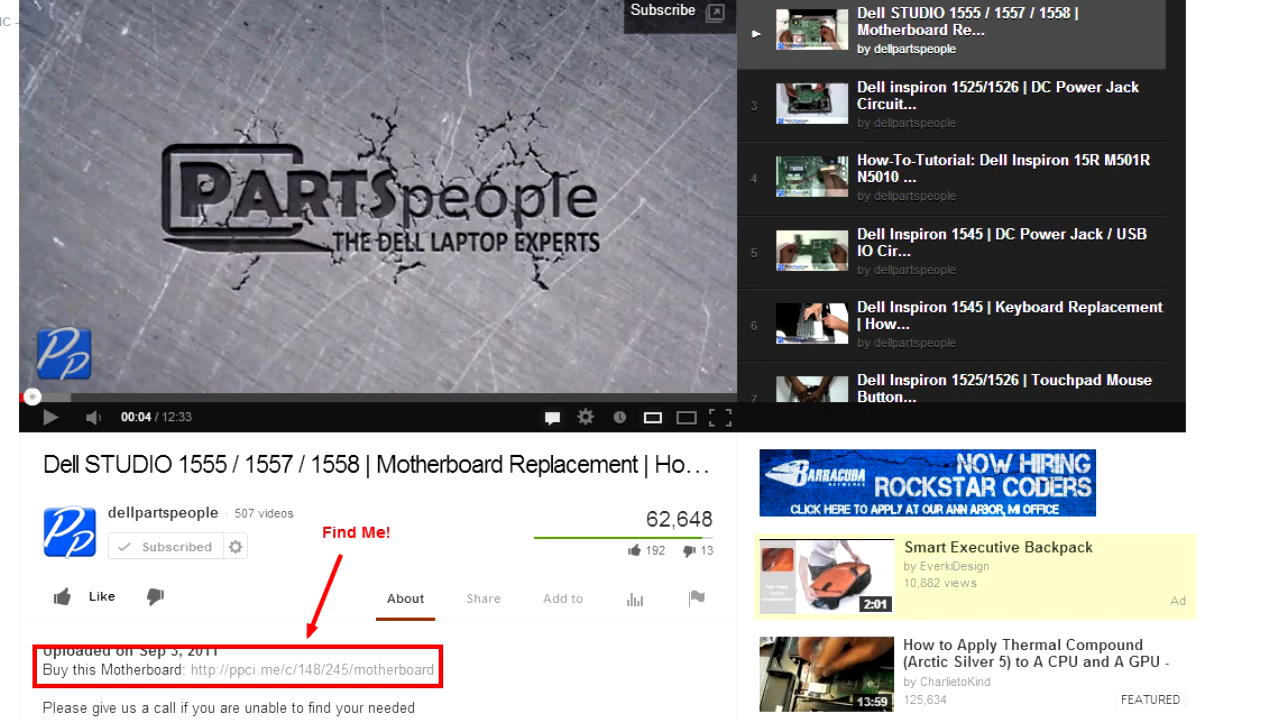 Subscribe
PARTSpeople
THE DELL LAPTOP EXPERTS
PP
00:04 / 12:33
Dell STUDIO 1555 / 1557 / 1558 |
Motherboard Re...
by dellpartspeople
3
Dell inspiron 1525/1526 | DC Power Jack
Circuit...
by dellpartspeople
4
How-To-Tutorial: Dell Inspiron 15R M501R
N5010 ...
by dellpartspeople
5
Dell Inspiron 1545 | DC Power Jack / USB
IO Cir...
by dellpartspeople
6
Dell Inspiron 1545 | Keyboard Replacement
| How...
by dellpartspeople
7
Dell Inspiron 1525/1526 | Touchpad Mouse
Button...
Dell STUDIO 1555 / 1557 / 1558 | Motherboard Replacement | Ho...
PP
dellpartspeople · 507 videos
Subscribed
Find Me!
62,648
192 13
Like
About Share Add to
Uploaded on Sep 3, 2011
Buy this Motherboard: http://ppci.me/c/148/245/motherboard
Please give us a call if you are unable to find your needed
BARRACUDA
NETWORKS
NOW HIRING
ROCKSTAR CODERS
CLICK HERE TO APPLY AT OUR ANN ARBOR, MI OFFICE
Smart Executive Backpack
by EverkiDesign
10,882 views
2:01
Ad
How to Apply Thermal Compound
(Arctic Silver 5) to A CPU and A GPU -
by CharlietoKind
125,634
13:59
FEATURED